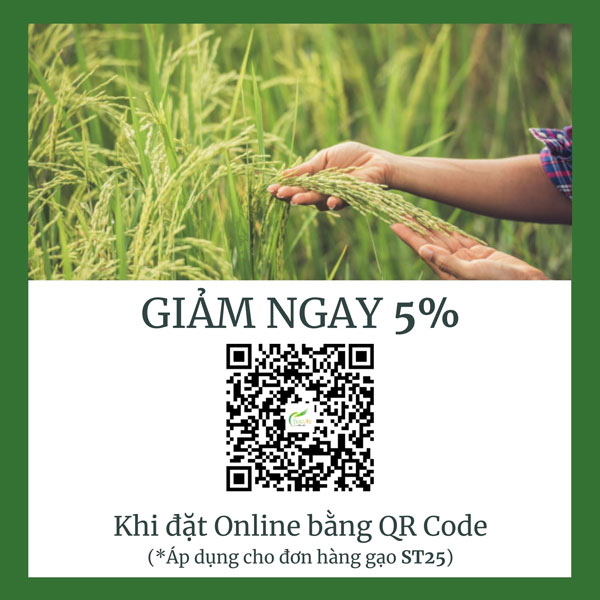 GIẢM NGAY 5%
Khi đặt Online bằng QR Code
(*Áp dụng cho đơn hàng gạo ST25)